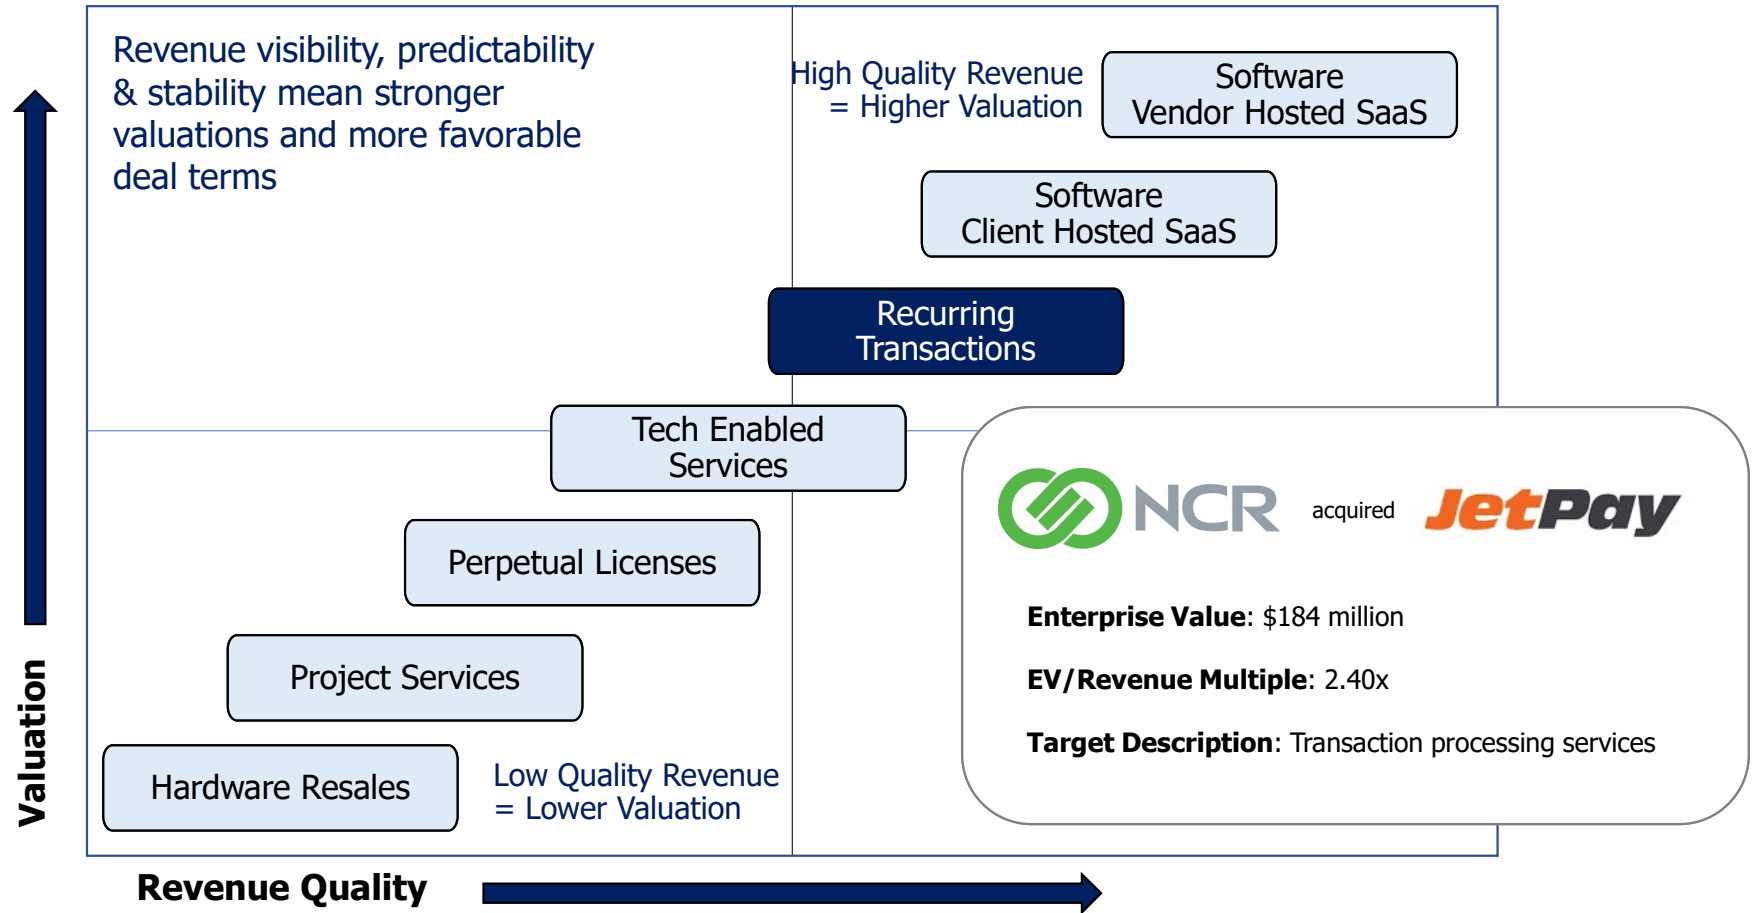 Revenue visibility, predictability
& stability mean stronger
valuations and more favorable
deal terms
High Quality Revenue
= Higher Valuation
Software
Vendor Hosted SaaS
Software
Client Hosted SaaS
Recurring
Transactions
Tech Enabled
Services
Perpetual Licenses
Project Services
Hardware Resales
Low Quality Revenue
= Lower Valuation
NCR acquired JetPay
Enterprise Value: $184 million
EV/Revenue Multiple: 2.40x
Target Description: Transaction processing services
Valuation
Revenue Quality